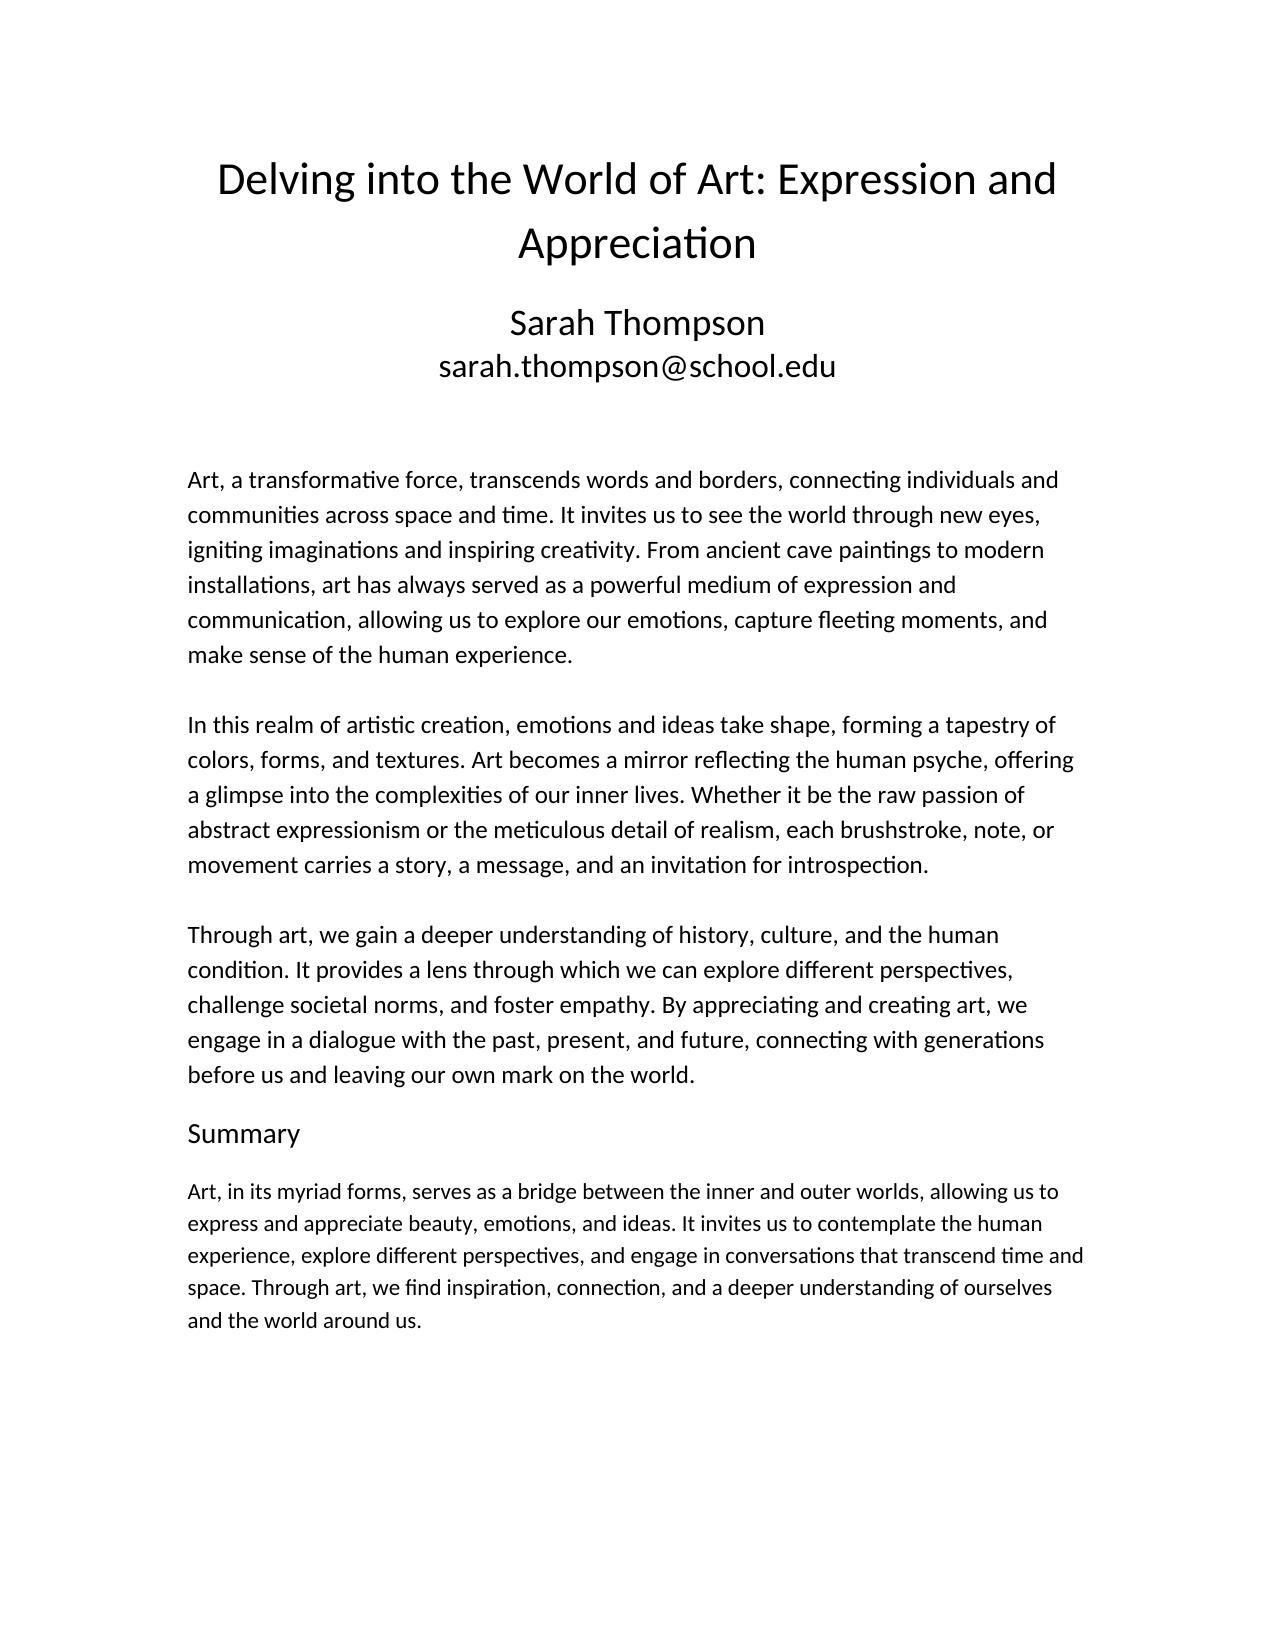 Delving into the World of Art: Expression and
Appreciation
Sarah Thompson
sarah.thompson@school.edu
Art, a transformative force, transcends words and borders, connecting individuals and
communities across space and time. It invites us to see the world through new eyes,
igniting imaginations and inspiring creativity. From ancient cave paintings to modern
installations, art has always served as a powerful medium of expression and
communication, allowing us to explore our emotions, capture fleeting moments, and
make sense of the human experience.
In this realm of artistic creation, emotions and ideas take shape, forming a tapestry of
colors, forms, and textures. Art becomes a mirror reflecting the human psyche, offering
a glimpse into the complexities of our inner lives. Whether it be the raw passion of
abstract expressionism or the meticulous detail of realism, each brushstroke, note, or
movement carries a story, a message, and an invitation for introspection.
Through art, we gain a deeper understanding of history, culture, and the human
condition. It provides a lens through which we can explore different perspectives,
challenge societal norms, and foster empathy. By appreciating and creating art, we
engage in a dialogue with the past, present, and future, connecting with generations
before us and leaving our own mark on the world.
Summary
Art, in its myriad forms, serves as a bridge between the inner and outer worlds, allowing us to
express and appreciate beauty, emotions, and ideas. It invites us to contemplate the human
experience, explore different perspectives, and engage in conversations that transcend time and
space. Through art, we find inspiration, connection, and a deeper understanding of ourselves
and the world around us.